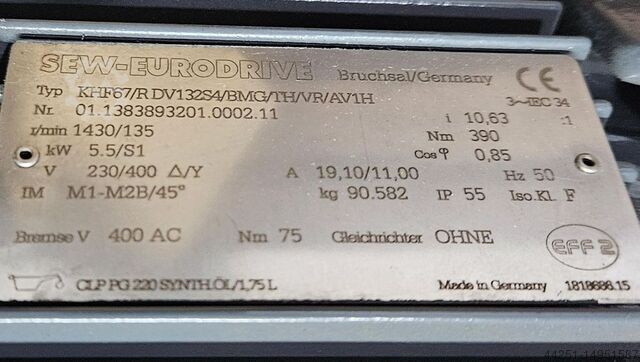 SEW-EURODRIVE Bruchsal/Germany CE
Typ KHF67/R DV132S4/BMG/TH/VR/AV1H 3~IEC 34
Nr. 01.1383893201.0002.11 i 10,63 :1
r/min 1430/135 Nm 390
kW 5.5/S1 Cos φ 0,85
V 230/400 Δ/Y A 19,10/11,00 Hz 50
IM M1-M2B/45° kg 90.582 IP 55 Iso.Kl. F
Bremse V 400 AC Nm 75 Gleichrichter OHNE EFF 2
CLP PG 220 SYNTH.ÖL/1,75 L Made in Germany 1818686.15